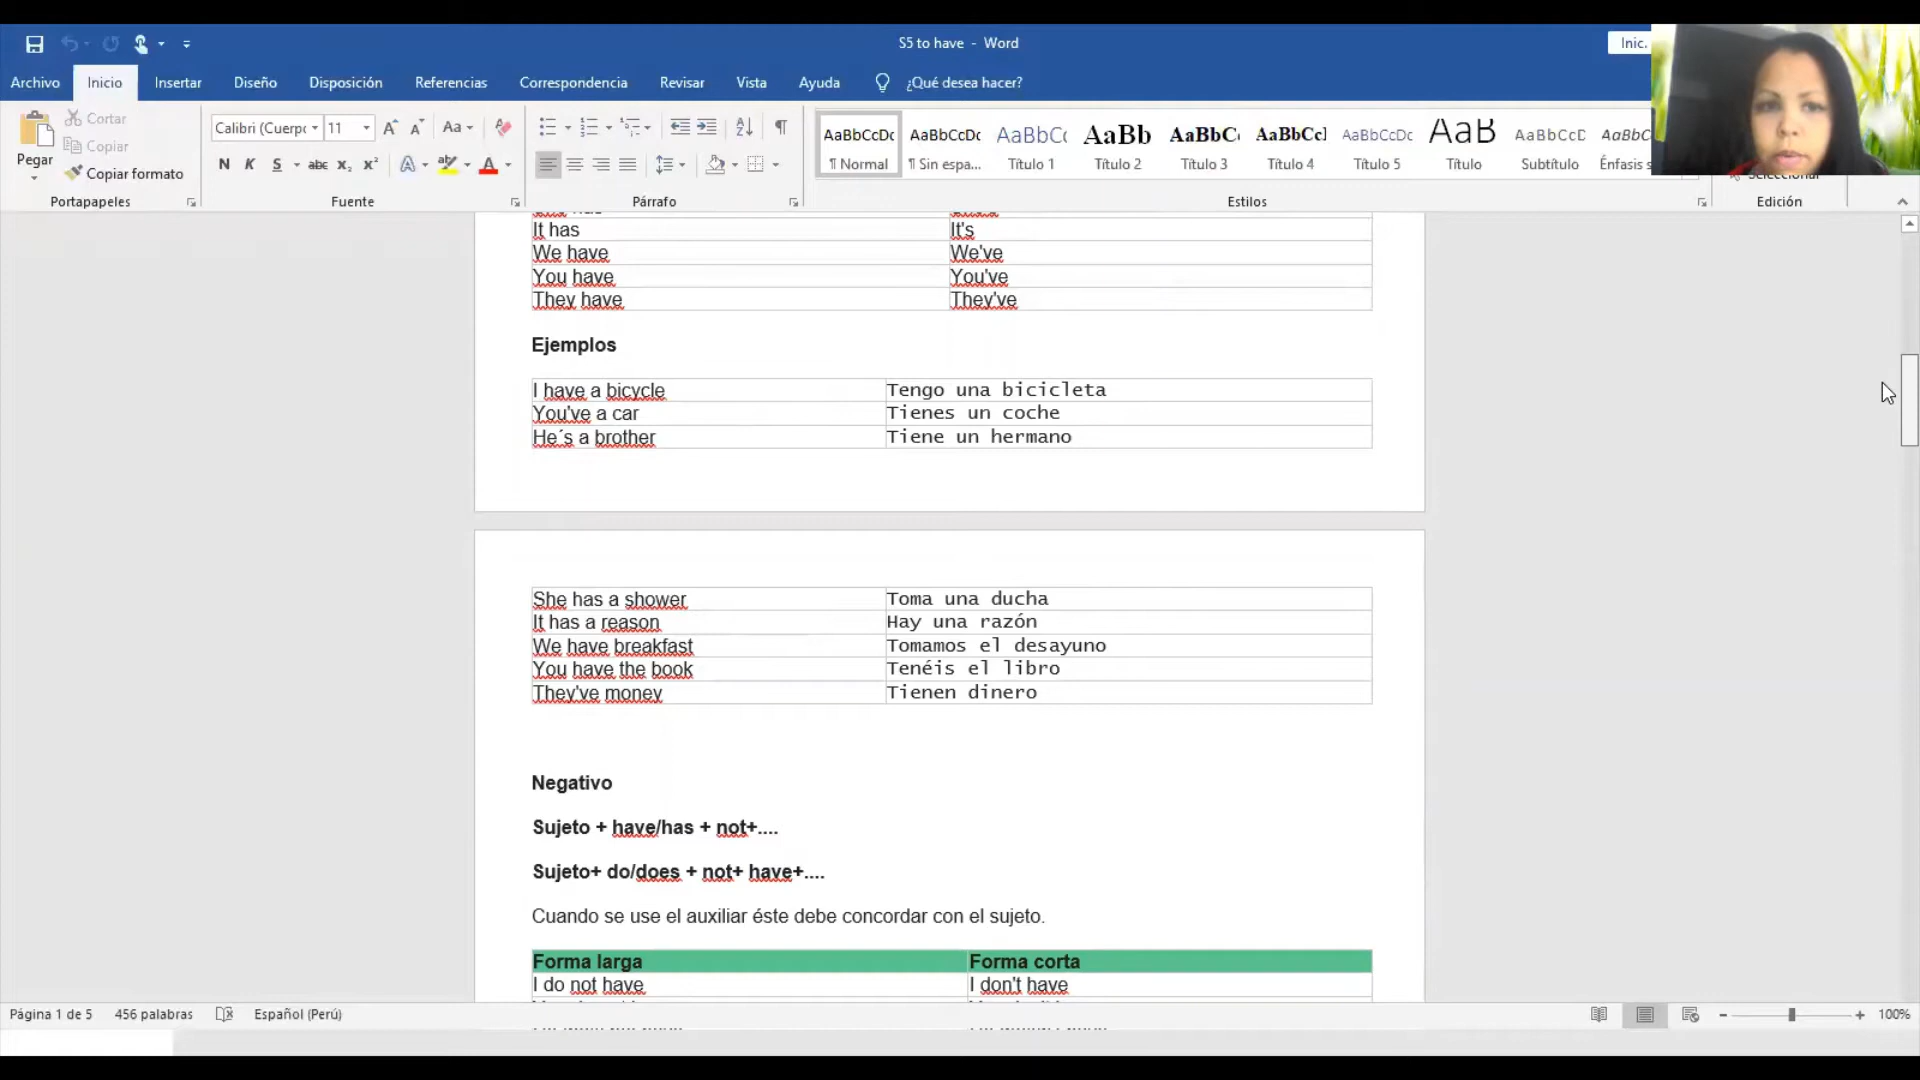 S5 to have - Word
Inic.
Archivo Inicio Insertar Diseño Disposición Referencias Correspondencia Revisar Vista Ayuda ¿Qué desea hacer?
Pegar
Cortar
Copiar
Copiar formato
Portapapeles
Calibri (Cuerpo 11
Aa
N K S abc x₂ x²
Fuente
Párrafo
AaBbCcDc AaBbCcDc AaBbCc AaBb AaBbC AaBbCcI AaBbCcDc AaB AaBbCcD
¶ Normal ¶ Sin espa... Título 1 Título 2 Título 3 Título 4 Título 5 Título Subtítulo Énfasis s
Estilos
Seleccionar
Edición
It has It's
We have We've
You have You've
They have They've
Ejemplos
I have a bicycle Tengo una bicicleta
You've a car Tienes un coche
He´s a brother Tiene un hermano
She has a shower Toma una ducha
It has a reason Hay una razón
We have breakfast Tomamos el desayuno
You have the book Tenéis el libro
They've money Tienen dinero
Negativo
Sujeto + have/has + not+....
Sujeto+ do/does + not+ have+....
Cuando se use el auxiliar éste debe concordar con el sujeto.
Forma larga Forma corta
I do not have I don't have
Página 1 de 5 456 palabras Español (Perú) 100%